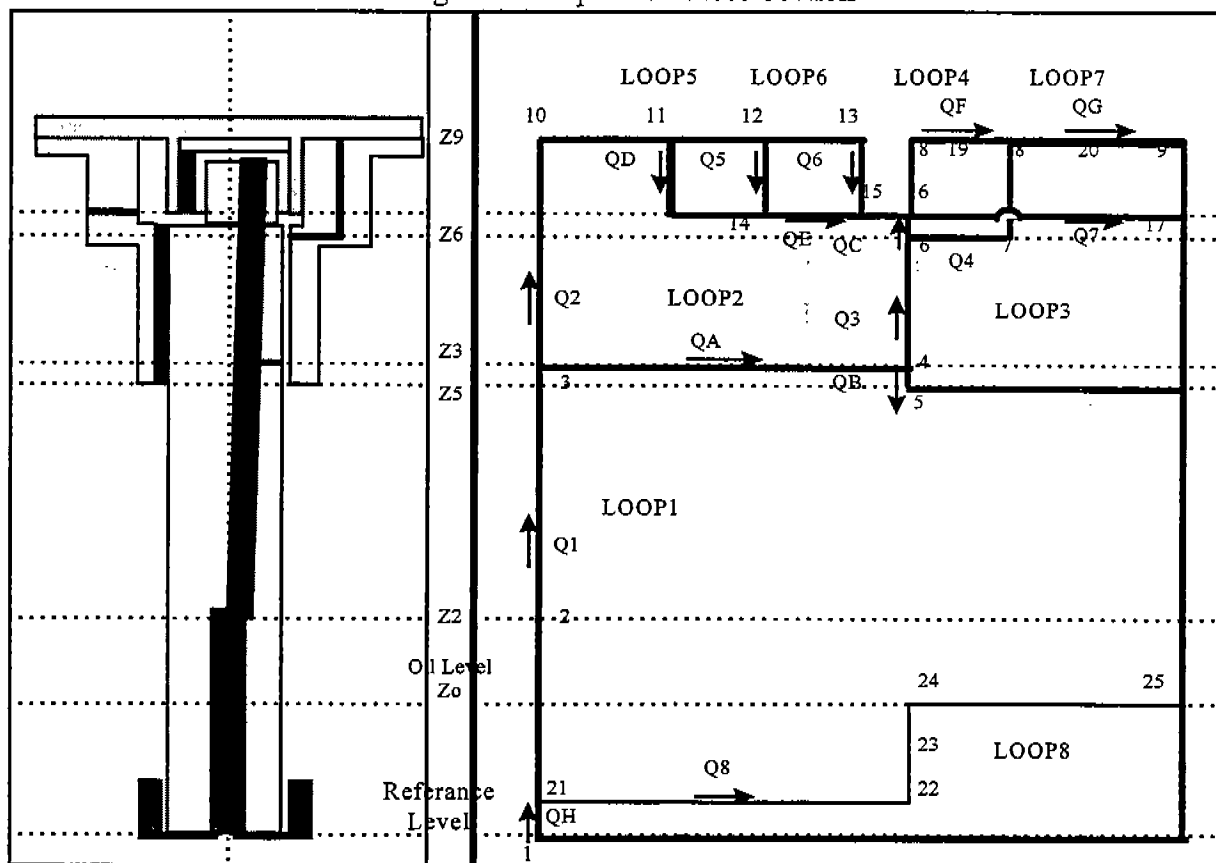 LOOP5 LOOP6 LOOP4 LOOP7
QF QG
10 11 12 13
Z9
8 19 8 20 9
QD Q5 Q6
15 6
Z6
14 QE QC 6 7 Q7 17
Q4
Q2 LOOP2 Q3 LOOP3
QA
Z3
4
3 QB
Z5
5
LOOP1
Q1
Z2
2
Oil Level
Zo
24 25
23 LOOP8
Q8
21 22
Referance
Level
QH
1